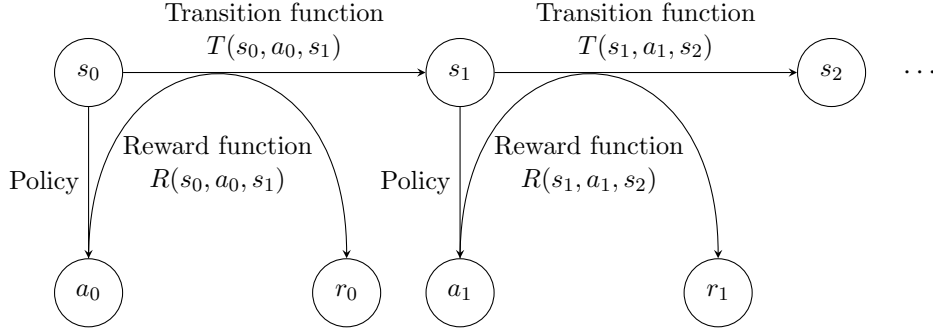 Transition function
T(s₀, a₀, s₁)
Transition function
T(s₁, a₁, s₂)
s₀
s₁
s₂
...
Reward function
R(s₀, a₀, s₁)
Reward function
R(s₁, a₁, s₂)
Policy
Policy
a₀
r₀
a₁
r₁